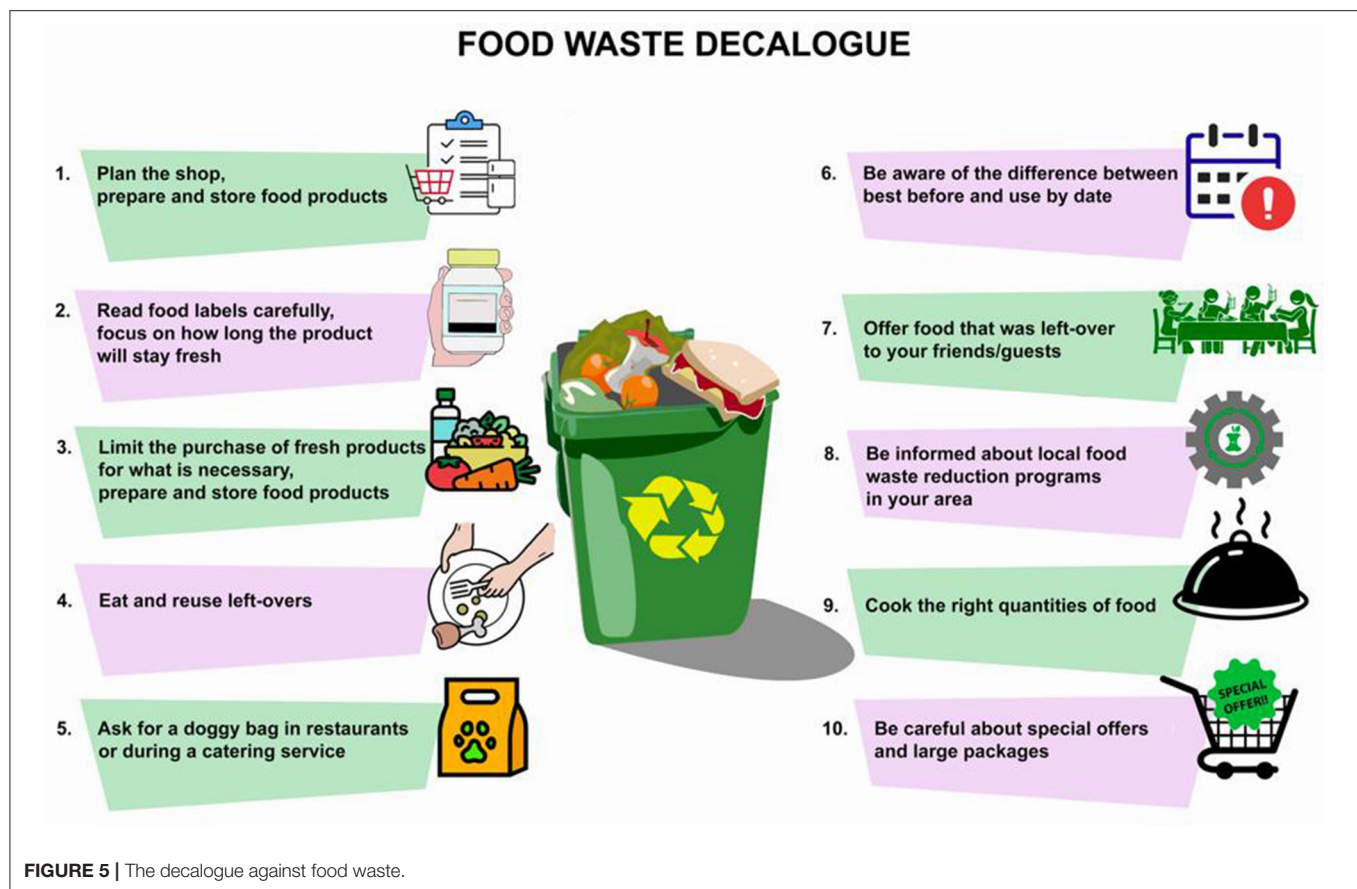 FOOD WASTE DECALOGUE
1. Plan the shop,
prepare and store food products
2. Read food labels carefully,
focus on how long the product
will stay fresh
3. Limit the purchase of fresh products
for what is necessary,
prepare and store food products
4. Eat and reuse left-overs
5. Ask for a doggy bag in restaurants
or during a catering service
6. Be aware of the difference between
best before and use by date
7. Offer food that was left-over
to your friends/guests
8. Be informed about local food
waste reduction programs
in your area
9. Cook the right quantities of food
10. Be careful about special offers
and large packages
SPECIAL
OFFER!!
FIGURE 5 | The decalogue against food waste.